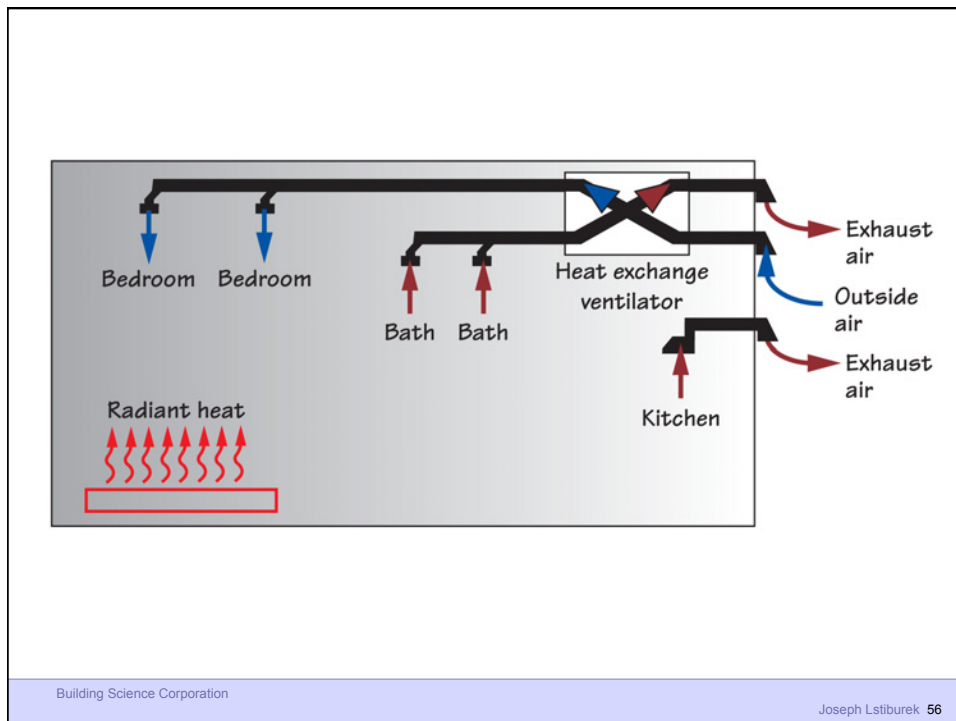 Exhaust
air
Bedroom
Bedroom
Heat exchange
ventilator
Outside
air
Bath
Bath
Exhaust
air
Radiant heat
Kitchen
Building Science Corporation
Joseph Lstiburek 56